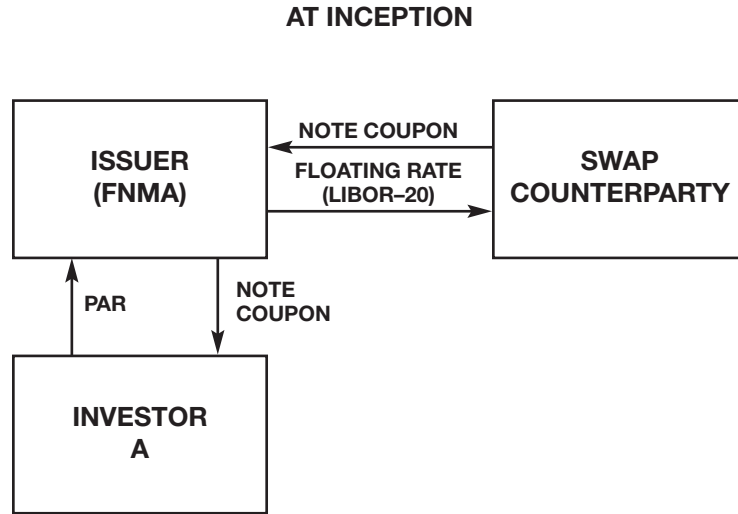 AT INCEPTION
NOTE COUPON
ISSUER
(FNMA)
FLOATING RATE
(LIBOR–20)
SWAP
COUNTERPARTY
PAR
NOTE
COUPON
INVESTOR
A